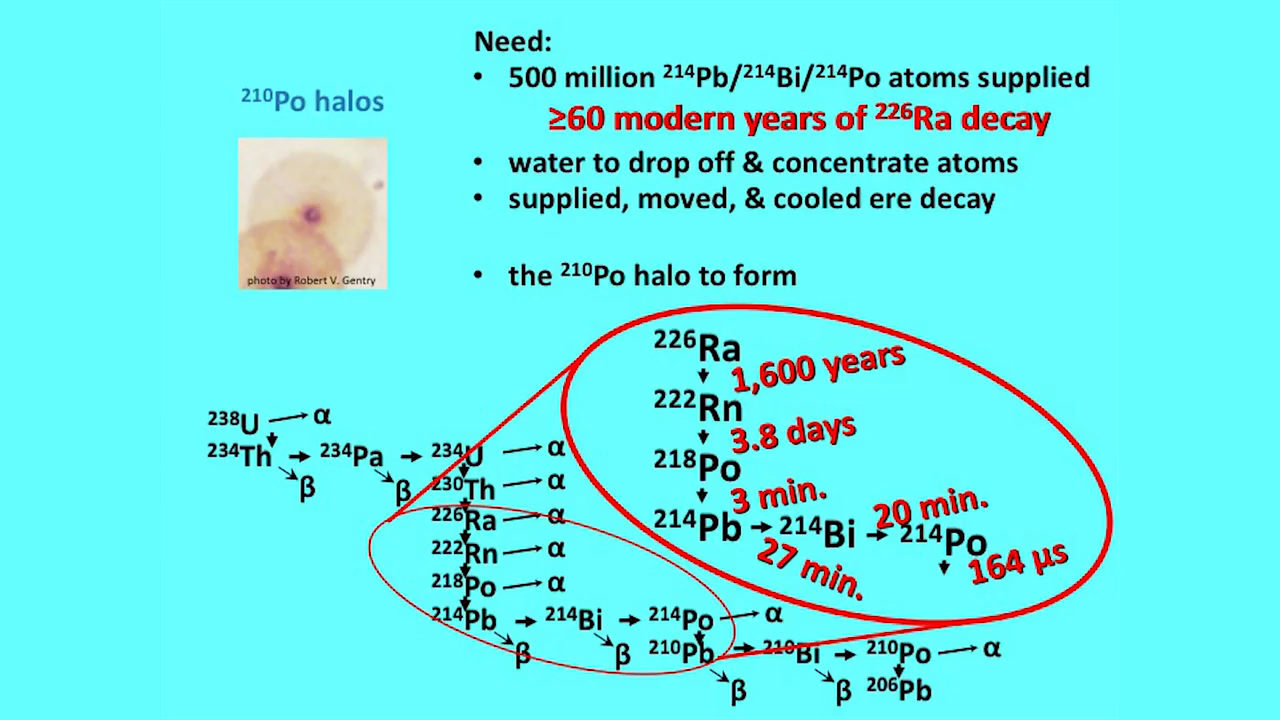 Need:
• 500 million ²¹⁴Pb/²¹⁴Bi/²¹⁴Po atoms supplied
≥60 modern years of ²²⁶Ra decay
²¹⁰Po halos
• water to drop off & concentrate atoms
• supplied, moved, & cooled ere decay
• the ²¹⁰Po halo to form
photo by Robert V. Gentry
²²⁶Ra
1,600 years
²²²Rn
3.8 days
²¹⁸Po
3 min.
²¹⁴Pb → ²¹⁴Bi → ²¹⁴Po
20 min.
27 min.
164 µs
²³⁸U → α
²³⁴Th → ²³⁴Pa → ²³⁴U → α
β β ²³⁰Th → α
²²⁶Ra → α
²²²Rn → α
²¹⁸Po → α
²¹⁴Pb → ²¹⁴Bi → ²¹⁴Po → α
β β ²¹⁰Pb → ²¹⁰Bi → ²¹⁰Po → α
β β ²⁰⁶Pb